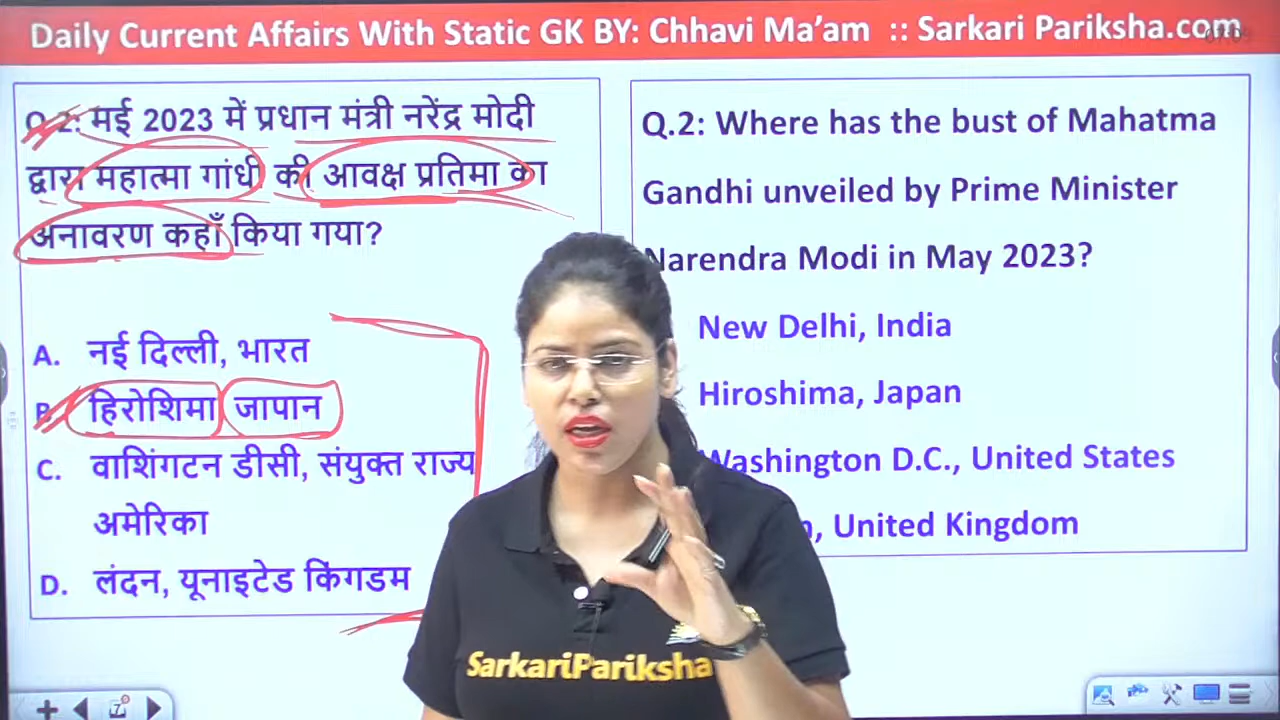 Daily Current Affairs With Static GK BY: Chhavi Ma'am :: Sarkari Pariksha.com
Q.2: मई 2023 में प्रधान मंत्री नरेंद्र मोदी
द्वारा महात्मा गांधी की आवक्ष प्रतिमा का
अनावरण कहाँ किया गया?
A. नई दिल्ली, भारत
B. हिरोशिमा जापान
C. वाशिंगटन डीसी, संयुक्त राज्य
अमेरिका
D. लंदन, यूनाइटेड किंगडम
Q.2: Where has the bust of Mahatma
Gandhi unveiled by Prime Minister
Narendra Modi in May 2023?
New Delhi, India
Hiroshima, Japan
Washington D.C., United States
United Kingdom
SarkariPariksha